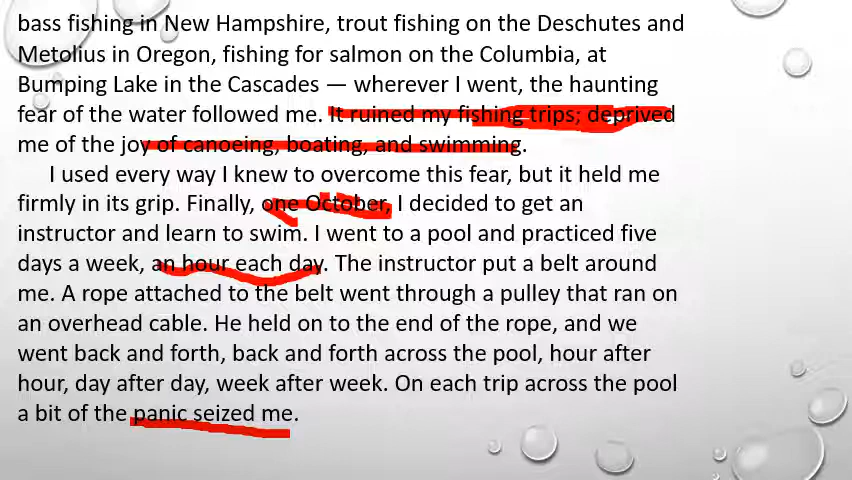 bass fishing in New Hampshire, trout fishing on the Deschutes and
Metolius in Oregon, fishing for salmon on the Columbia, at
Bumping Lake in the Cascades — wherever I went, the haunting
fear of the water followed me. It ruined my fishing trips; deprived
me of the joy of canoeing, boating, and swimming.
I used every way I knew to overcome this fear, but it held me
firmly in its grip. Finally, one October, I decided to get an
instructor and learn to swim. I went to a pool and practiced five
days a week, an hour each day. The instructor put a belt around
me. A rope attached to the belt went through a pulley that ran on
an overhead cable. He held on to the end of the rope, and we
went back and forth, back and forth across the pool, hour after
hour, day after day, week after week. On each trip across the pool
a bit of the panic seized me.